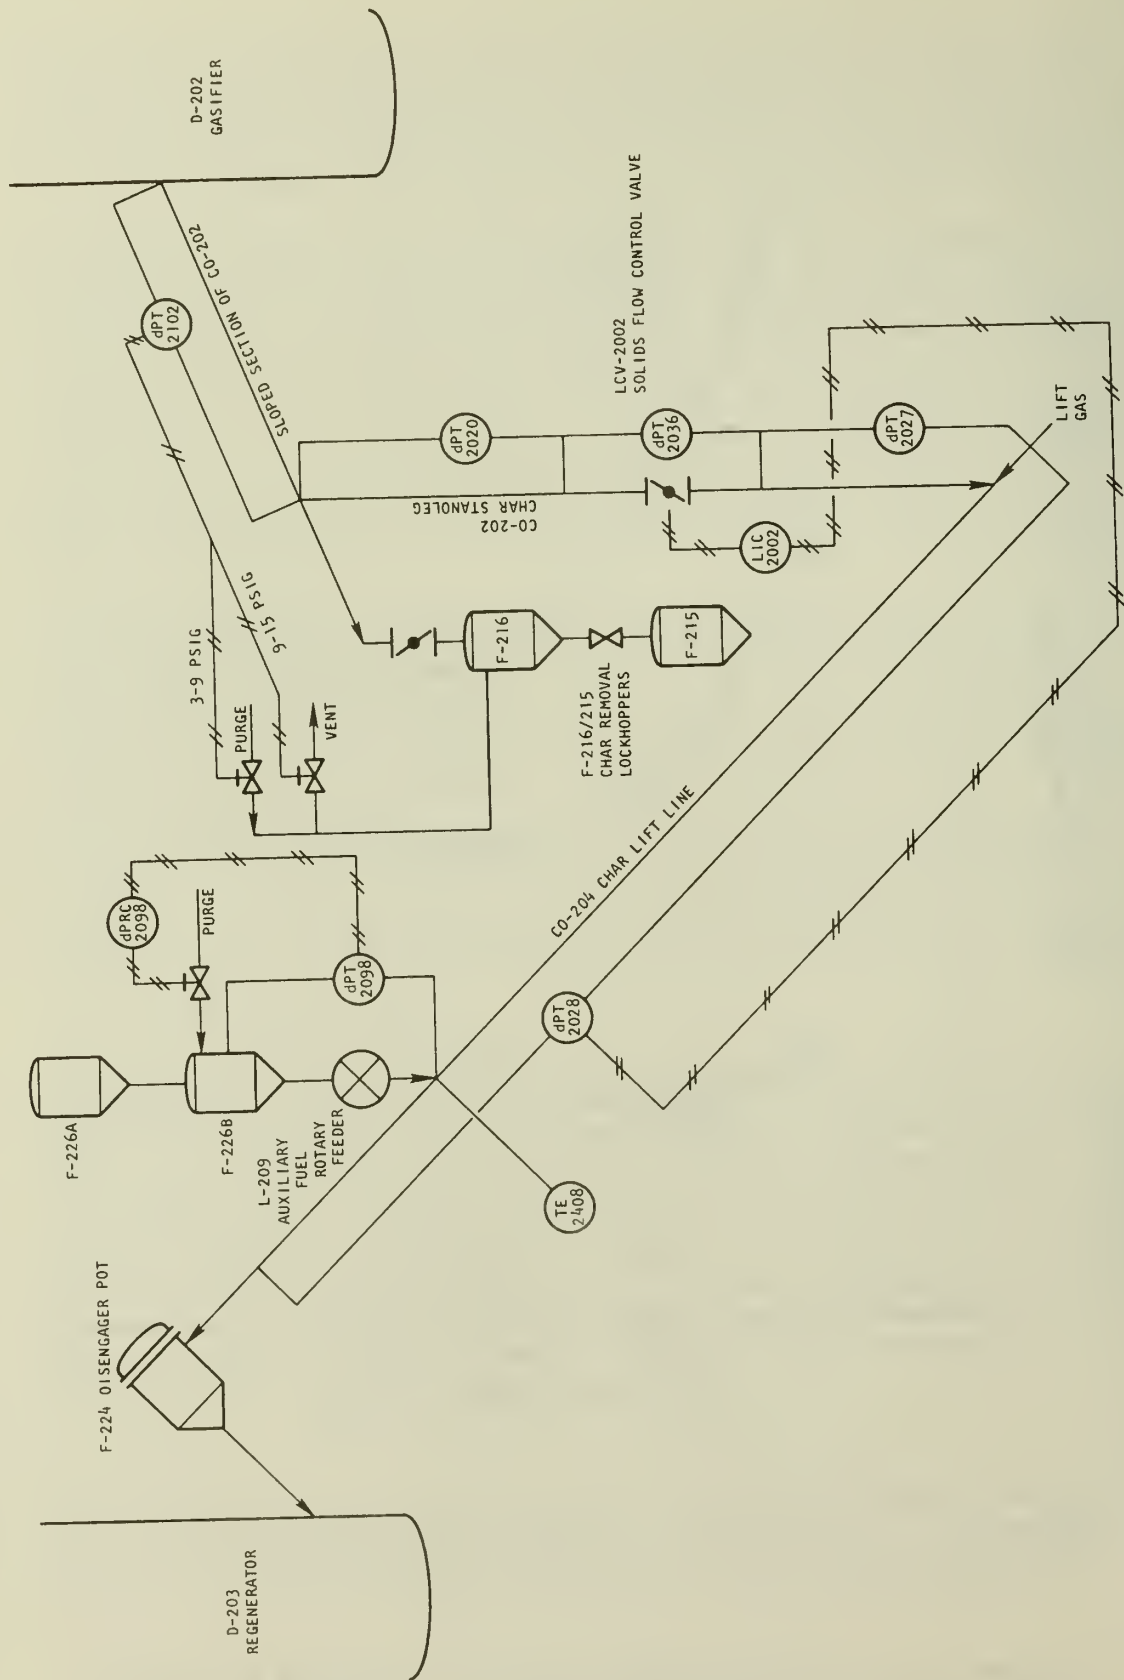 D-202
GASIFIER
dPT
2102
SLOPED SECTION OF CO-202
3-9 PSIG
9-15 PSIG
PURGE
VENT
dPT
2020
CO-202
CHAR STANDLEG
LCV-2002
SOLIDS FLOW CONTROL VALVE
dPT
2036
LIC
2002
dPT
2027
LIFT
GAS
F-216
F-215
F-216/215
CHAR REMOVAL
LOCKHOPPERS
dPRC
2098
PURGE
dPT
2098
F-226A
F-226B
L-209
AUXILIARY
FUEL
ROTARY
FEEDER
CO-204 CHAR LIFT LINE
dPT
2028
TE
2408
F-224 DISENGAGER POT
D-203
REGENERATOR